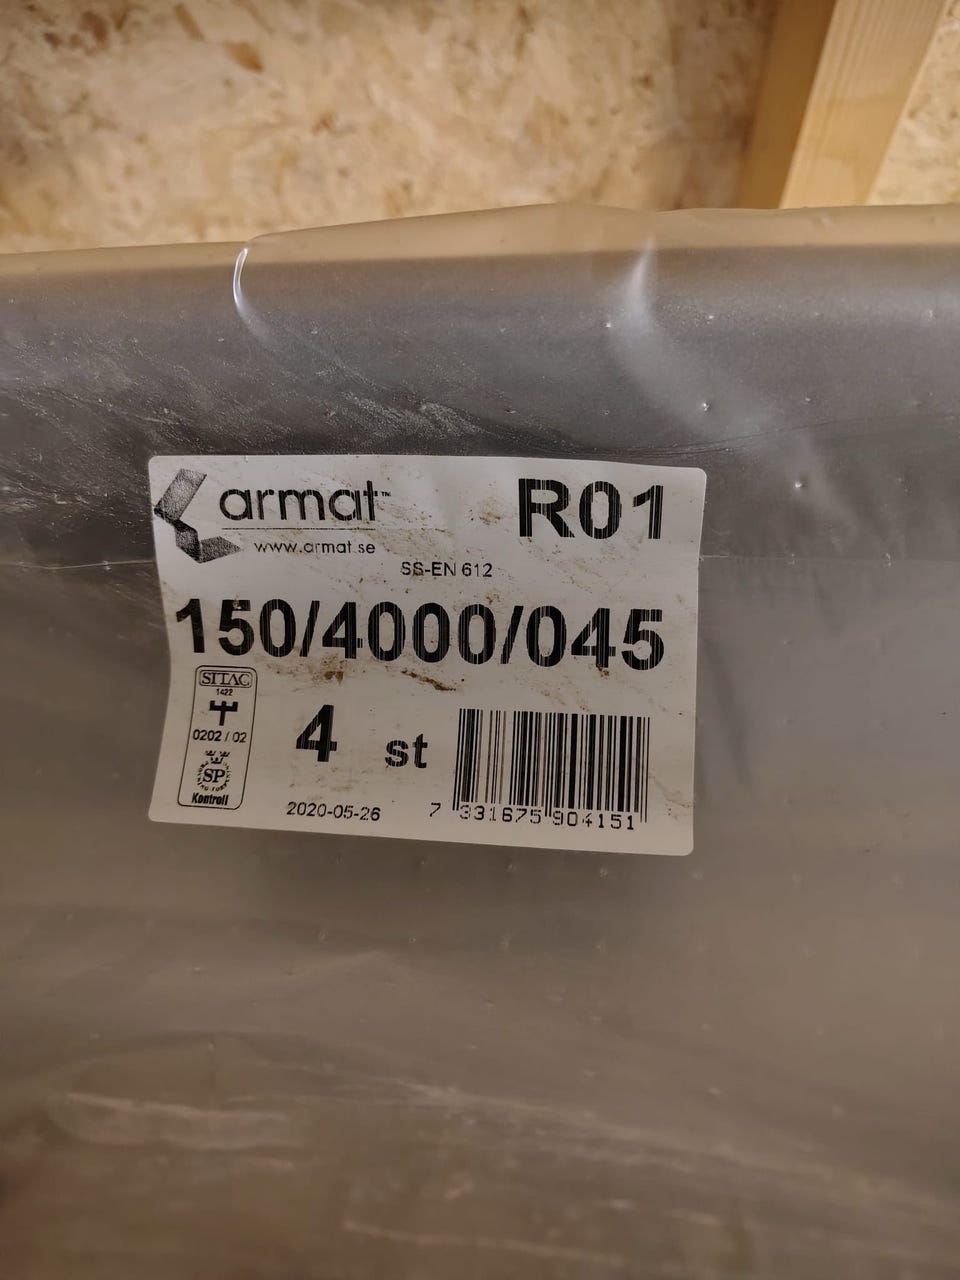 armat™
R01
www.armat.se
SS-EN 612
150/4000/045
SITAC
1422
0202 / 02
SP
Kontroll
4 st
2020-05-26
7 331675 904151